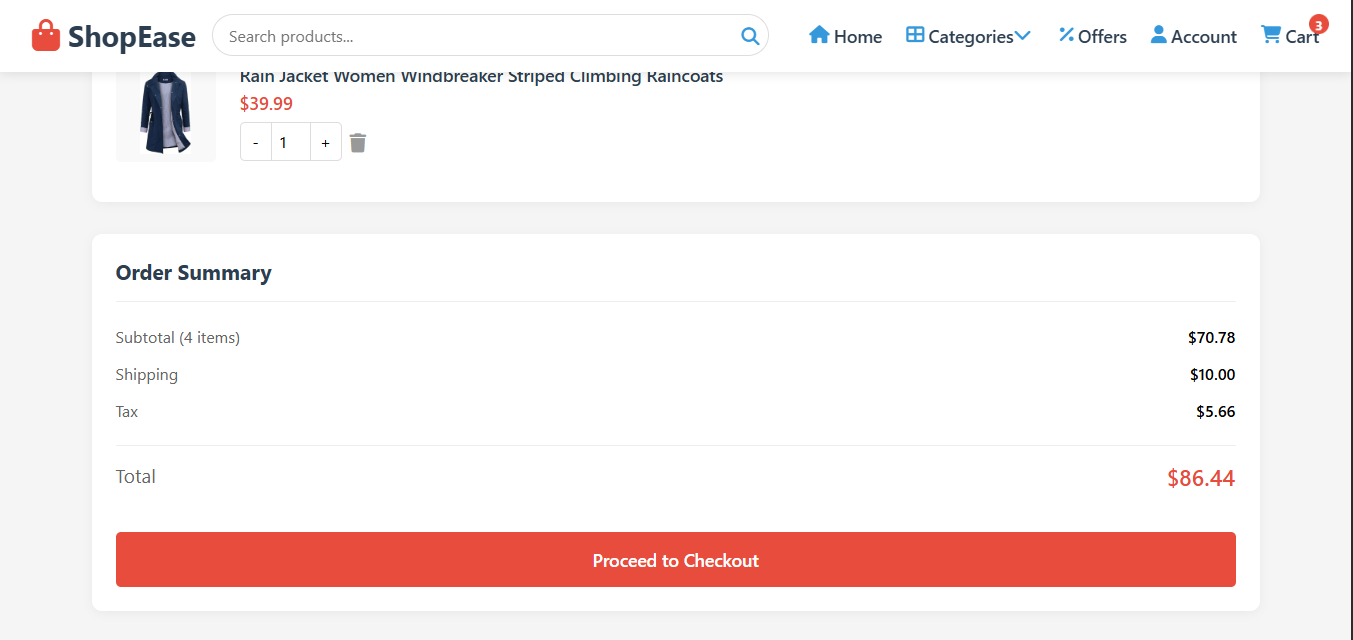 ShopEase
Search products...
Home
Categories
Offers
Account
Cart
3
Rain Jacket Women Windbreaker Striped Climbing Raincoats
$39.99
- 1 +
Order Summary
Subtotal (4 items) $70.78
Shipping $10.00
Tax $5.66
Total $86.44
Proceed to Checkout